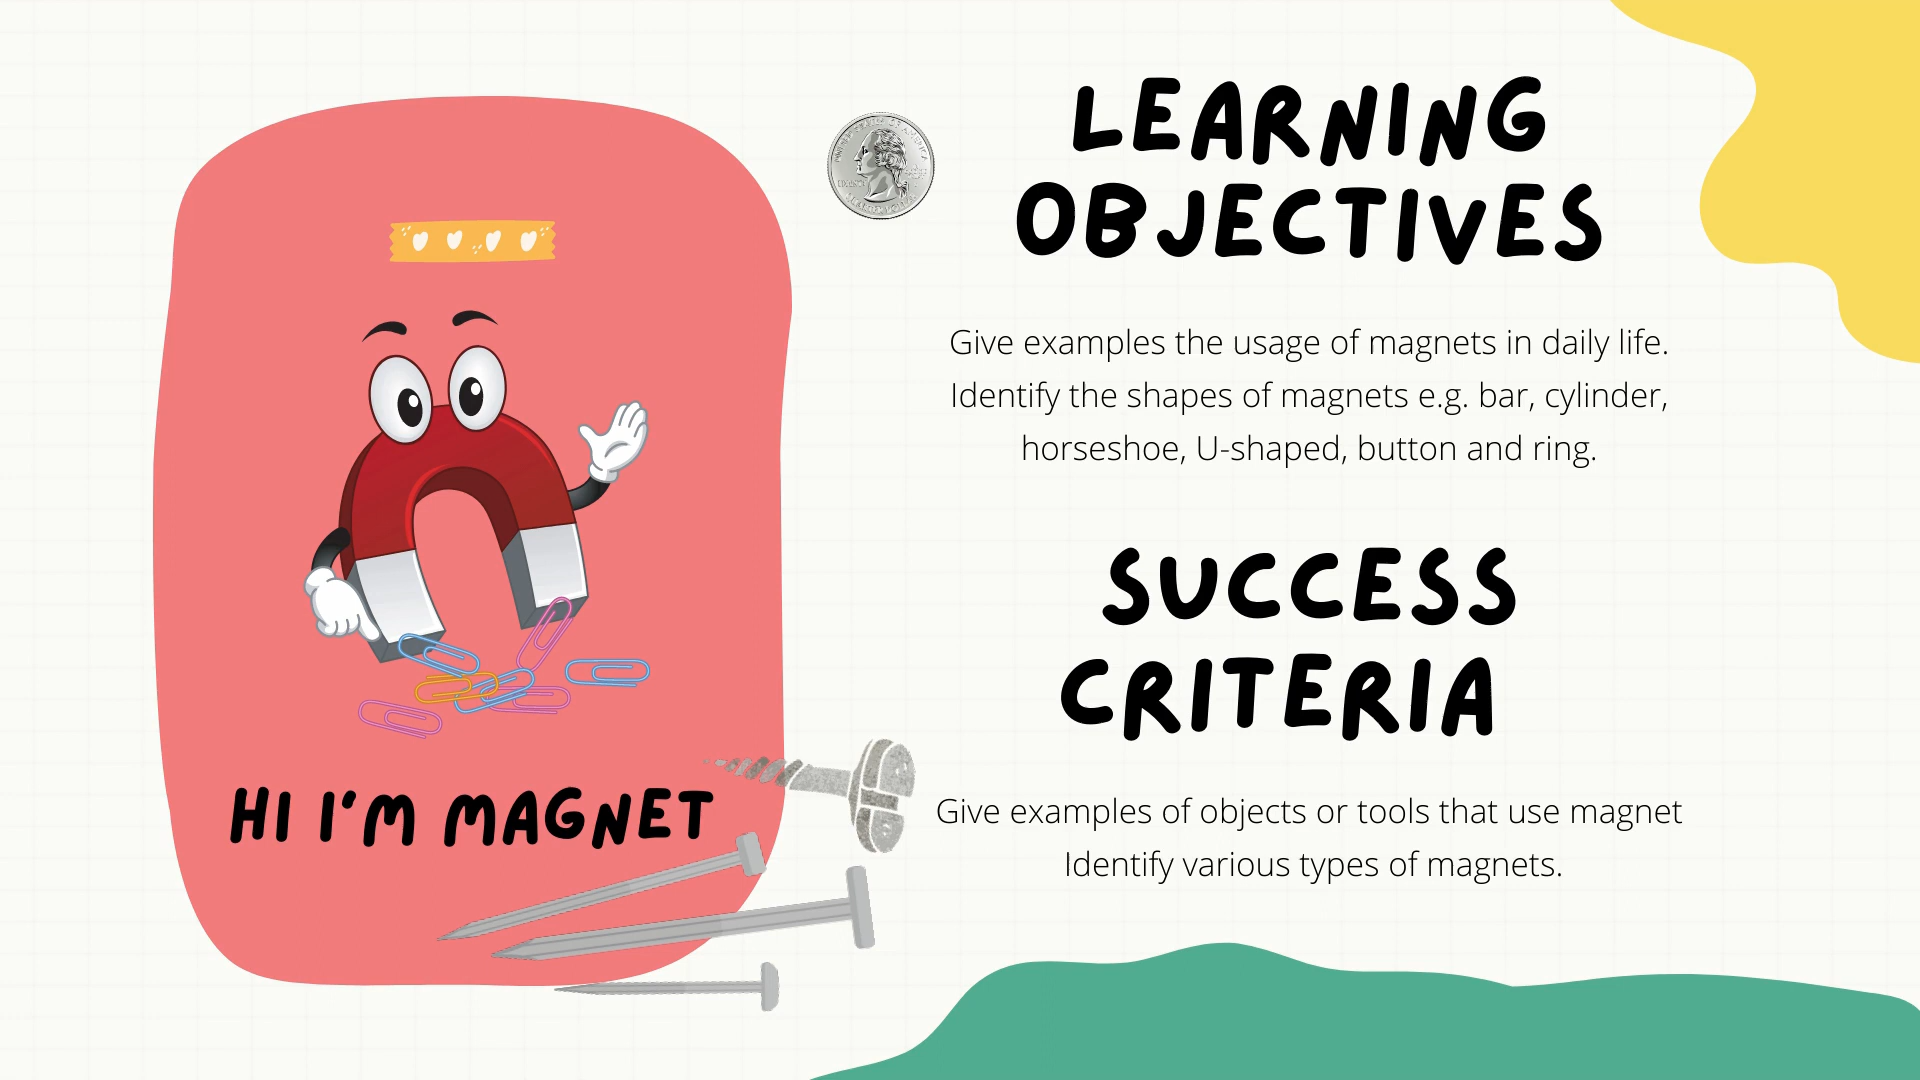 LEARNING
OBJECTIVES
Give examples the usage of magnets in daily life.
Identify the shapes of magnets e.g. bar, cylinder,
horseshoe, U-shaped, button and ring.
SUCCESS
CRITERIA
Give examples of objects or tools that use magnet
Identify various types of magnets.
HI I'M MAGNET